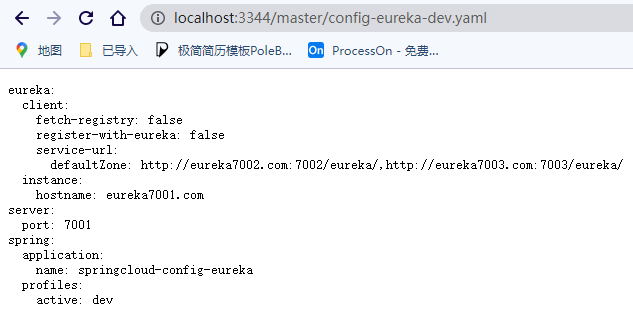 localhost:3344/master/config-eureka-dev.yaml
地图 已导入 极简简历模板PoleB... On ProcessOn - 免费...
eureka:
  client:
    fetch-registry: false
    register-with-eureka: false
    service-url:
      defaultZone: http://eureka7002.com:7002/eureka/,http://eureka7003.com:7003/eureka/
  instance:
    hostname: eureka7001.com
server:
  port: 7001
spring:
  application:
    name: springcloud-config-eureka
  profiles:
    active: dev